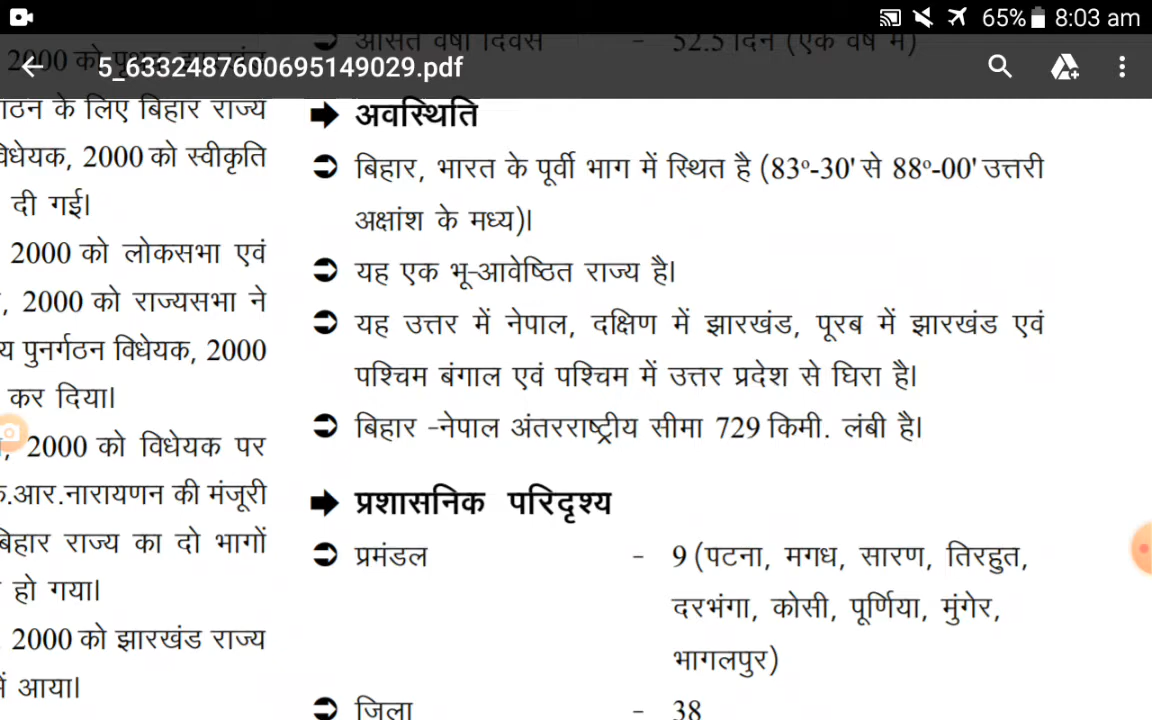 65% 8:03 am
5_6332487600695149029.pdf
2000 को पृथक झारखंड
गठन के लिए बिहार राज्य
विधेयक, 2000 को स्वीकृति
दी गई।
2000 को लोकसभा एवं
, 2000 को राज्यसभा ने
य पुनर्गठन विधेयक, 2000
कर दिया।
, 2000 को विधेयक पर
के.आर.नारायणन की मंजूरी
बिहार राज्य का दो भागों
हो गया।
2000 को झारखंड राज्य
में आया।
औसत वर्षा दिवस - 52.5 दिन (एक वर्ष में)
अवस्थिति
बिहार, भारत के पूर्वी भाग में स्थित है (83º-30' से 88º-00' उत्तरी
अक्षांश के मध्य)।
यह एक भू-आवेष्ठित राज्य है।
यह उत्तर में नेपाल, दक्षिण में झारखंड, पूरब में झारखंड एवं
पश्चिम बंगाल एवं पश्चिम में उत्तर प्रदेश से घिरा है।
बिहार -नेपाल अंतरराष्ट्रीय सीमा 729 किमी. लंबी है।
प्रशासनिक परिदृश्य
प्रमंडल - 9 (पटना, मगध, सारण, तिरहुत,
दरभंगा, कोसी, पूर्णिया, मुंगेर,
भागलपुर)
जिला - 38